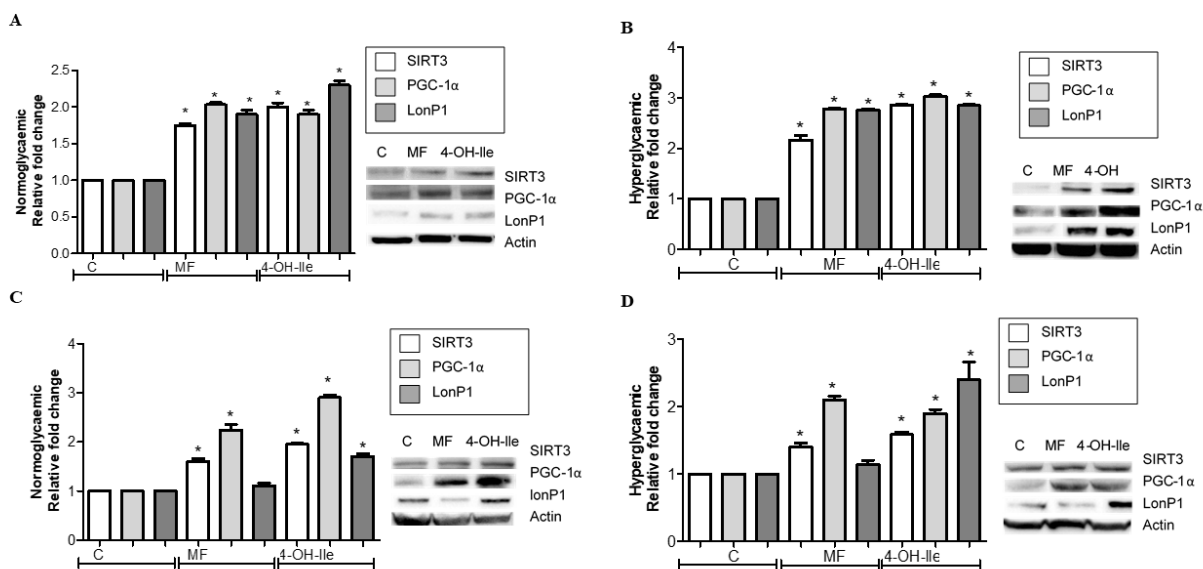 A
Normoglycaemic
Relative fold change
2.5
2.0
1.5
1.0
0.5
0.0
* * * * * *
C MF 4-OH-Ile
SIRT3
PGC-1α
LonP1
C MF 4-OH-Ile
SIRT3
PGC-1α
LonP1
Actin
B
Hyperglycaemic
Relative fold change
4
3
2
1
0
* * * * * *
C MF 4-OH-Ile
SIRT3
PGC-1α
LonP1
C MF 4-OH
SIRT3
PGC-1α
LonP1
Actin
C
Normoglycaemic
Relative fold change
4
3
2
1
0
* * * * *
C MF 4-OH-Ile
SIRT3
PGC-1α
LonP1
C MF 4-OH-Ile
SIRT3
PGC-1α
lonP1
Actin
D
Hyperglycaemic
Relative fold change
3
2
1
0
* * * * *
C MF 4-OH-Ile
SIRT3
PGC-1α
LonP1
C MF 4-OH-Ile
SIRT3
PGC-1α
LonP1
Actin